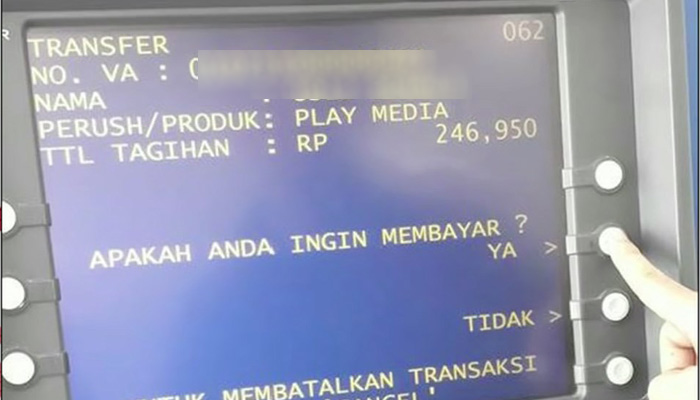 062
TRANSFER
NO. VA :
NAMA :
PERUSH/PRODUK: PLAY MEDIA
TTL TAGIHAN : RP 246,950
APAKAH ANDA INGIN MEMBAYAR ?
YA >
TIDAK >
UNTUK MEMBATALKAN TRANSAKSI